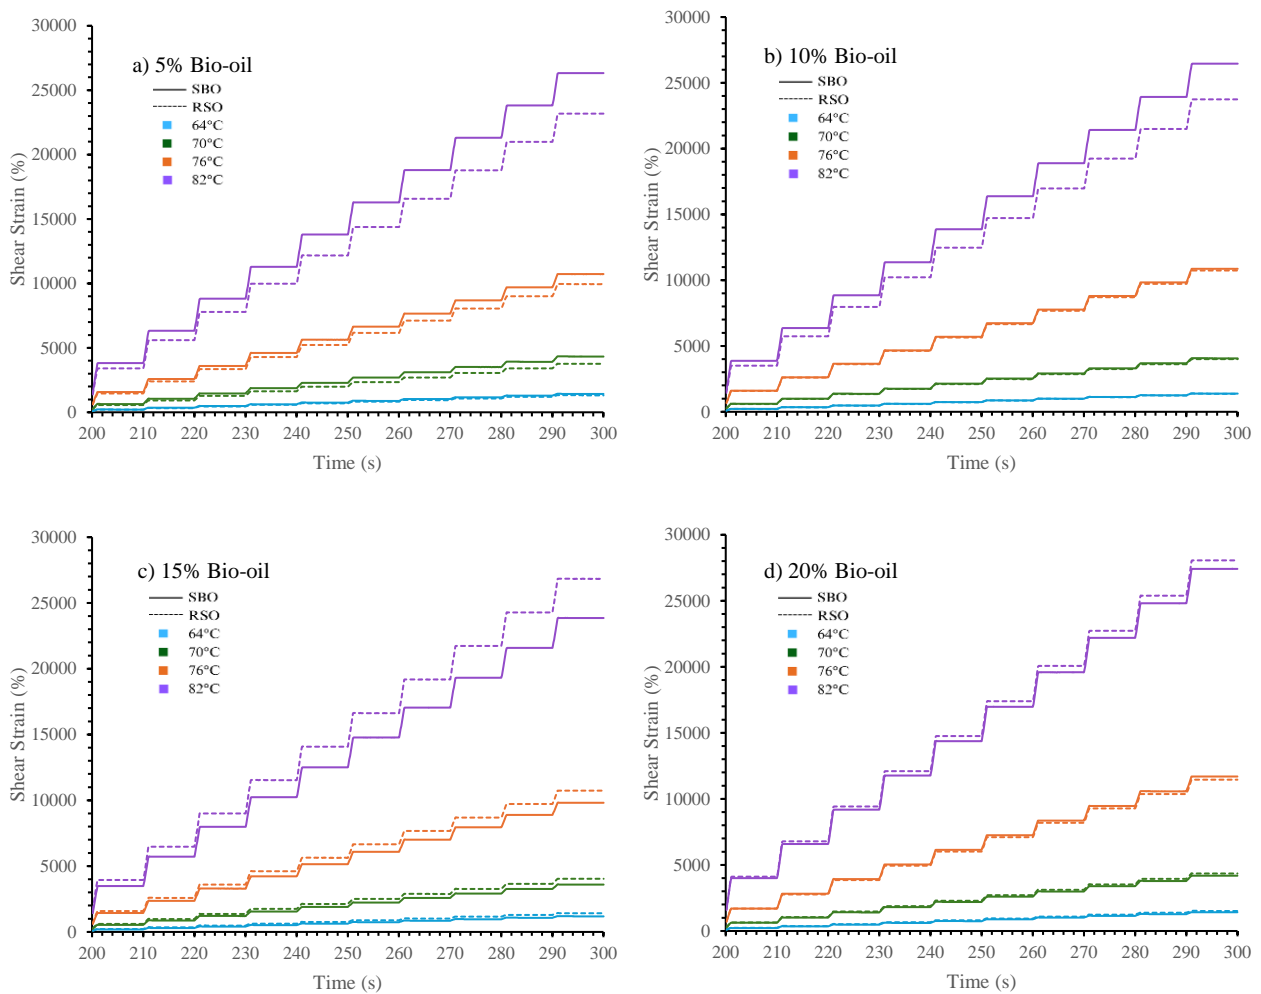 a) 5% Bio-oil
SBO
RSO
64°C
70°C
76°C
82°C
Shear Strain (%)
30000
25000
20000
15000
10000
5000
0
200 210 220 230 240 250 260 270 280 290 300
Time (s)
b) 10% Bio-oil
SBO
RSO
64°C
70°C
76°C
82°C
Shear Strain (%)
30000
25000
20000
15000
10000
5000
0
200 210 220 230 240 250 260 270 280 290 300
Time (s)
c) 15% Bio-oil
SBO
RSO
64°C
70°C
76°C
82°C
Shear Strain (%)
30000
25000
20000
15000
10000
5000
0
200 210 220 230 240 250 260 270 280 290 300
Time (s)
d) 20% Bio-oil
SBO
RSO
64°C
70°C
76°C
82°C
Shear Strain (%)
30000
25000
20000
15000
10000
5000
0
200 210 220 230 240 250 260 270 280 290 300
Time (s)